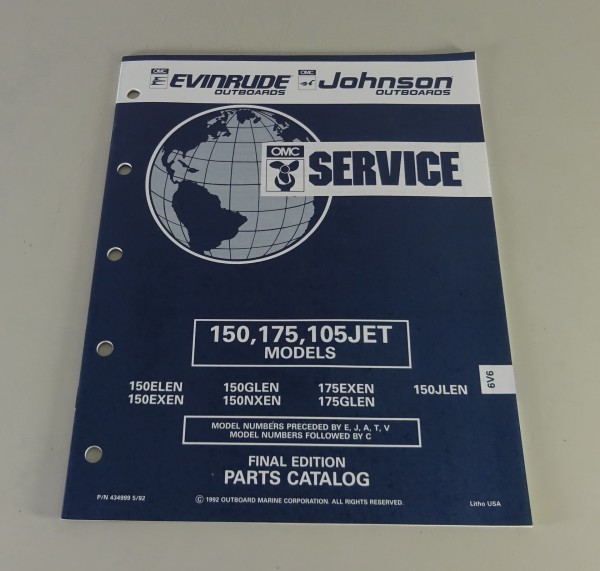 OMC EVINRUDE OUTBOARDS
OMC Johnson OUTBOARDS
OMC SERVICE
150,175,105JET
MODELS
150ELEN 150GLEN 175EXEN 150JLEN
150EXEN 150NXEN 175GLEN
6V6
MODEL NUMBERS PRECEDED BY E, J, A, T, V
MODEL NUMBERS FOLLOWED BY C
FINAL EDITION
PARTS CATALOG
P/N 434999 5/92
© 1992 OUTBOARD MARINE CORPORATION. ALL RIGHTS RESERVED.
Litho USA